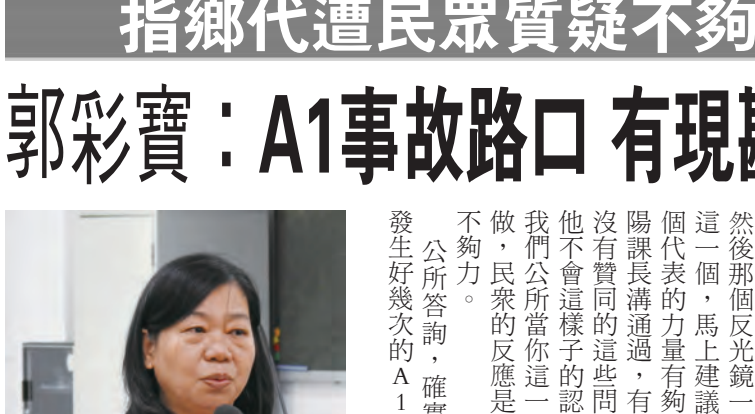 指鄉代遭民眾質疑不夠
郭彩寶：A1事故路口 有現
然後那個反光鏡一
這一個，馬上建議
個代表的力量有夠
陽課長溝通過，有
沒有贊同的這些問
他不會這樣子的認
我們公所當你這一
做，民衆的反應是
不夠力。
公所答詢，確實
發生好幾次的A1